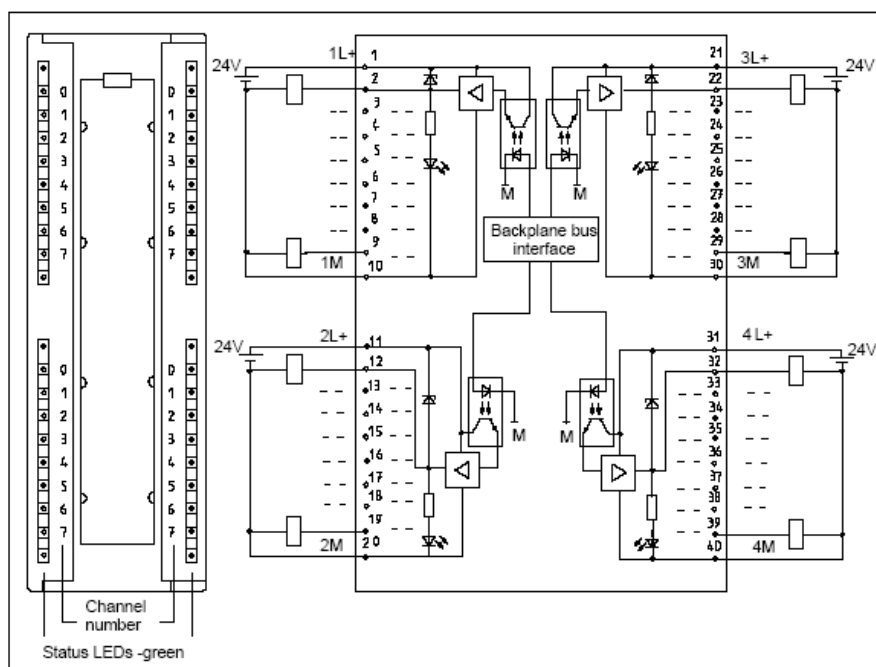 0 0
1 1
2 2
3 3
4 4
5 5
6 6
7 7
0 0
1 1
2 2
3 3
4 4
5 5
6 6
7 7
Channel
number
Status LEDs -green
24V
1L+
1
2
3
4
5
6
7
8
9
1M
10
M
21
3L+
24V
22
23
24
25
26
27
28
29
3M
30
M
Backplane bus
interface
24V
2L+
11
12
13
14
15
16
17
18
19
2M
20
M
31
4L+
24V
32
33
34
35
36
37
38
39
4M
40
M